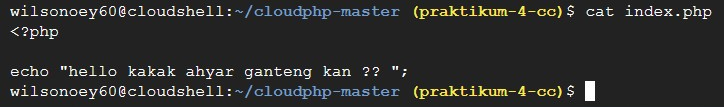 wilsonoey60@cloudshell:~/cloudphp-master (praktikum-4-cc)$ cat index.php
<?php
echo "hello kakak ahyar ganteng kan ?? ";
wilsonoey60@cloudshell:~/cloudphp-master (praktikum-4-cc)$